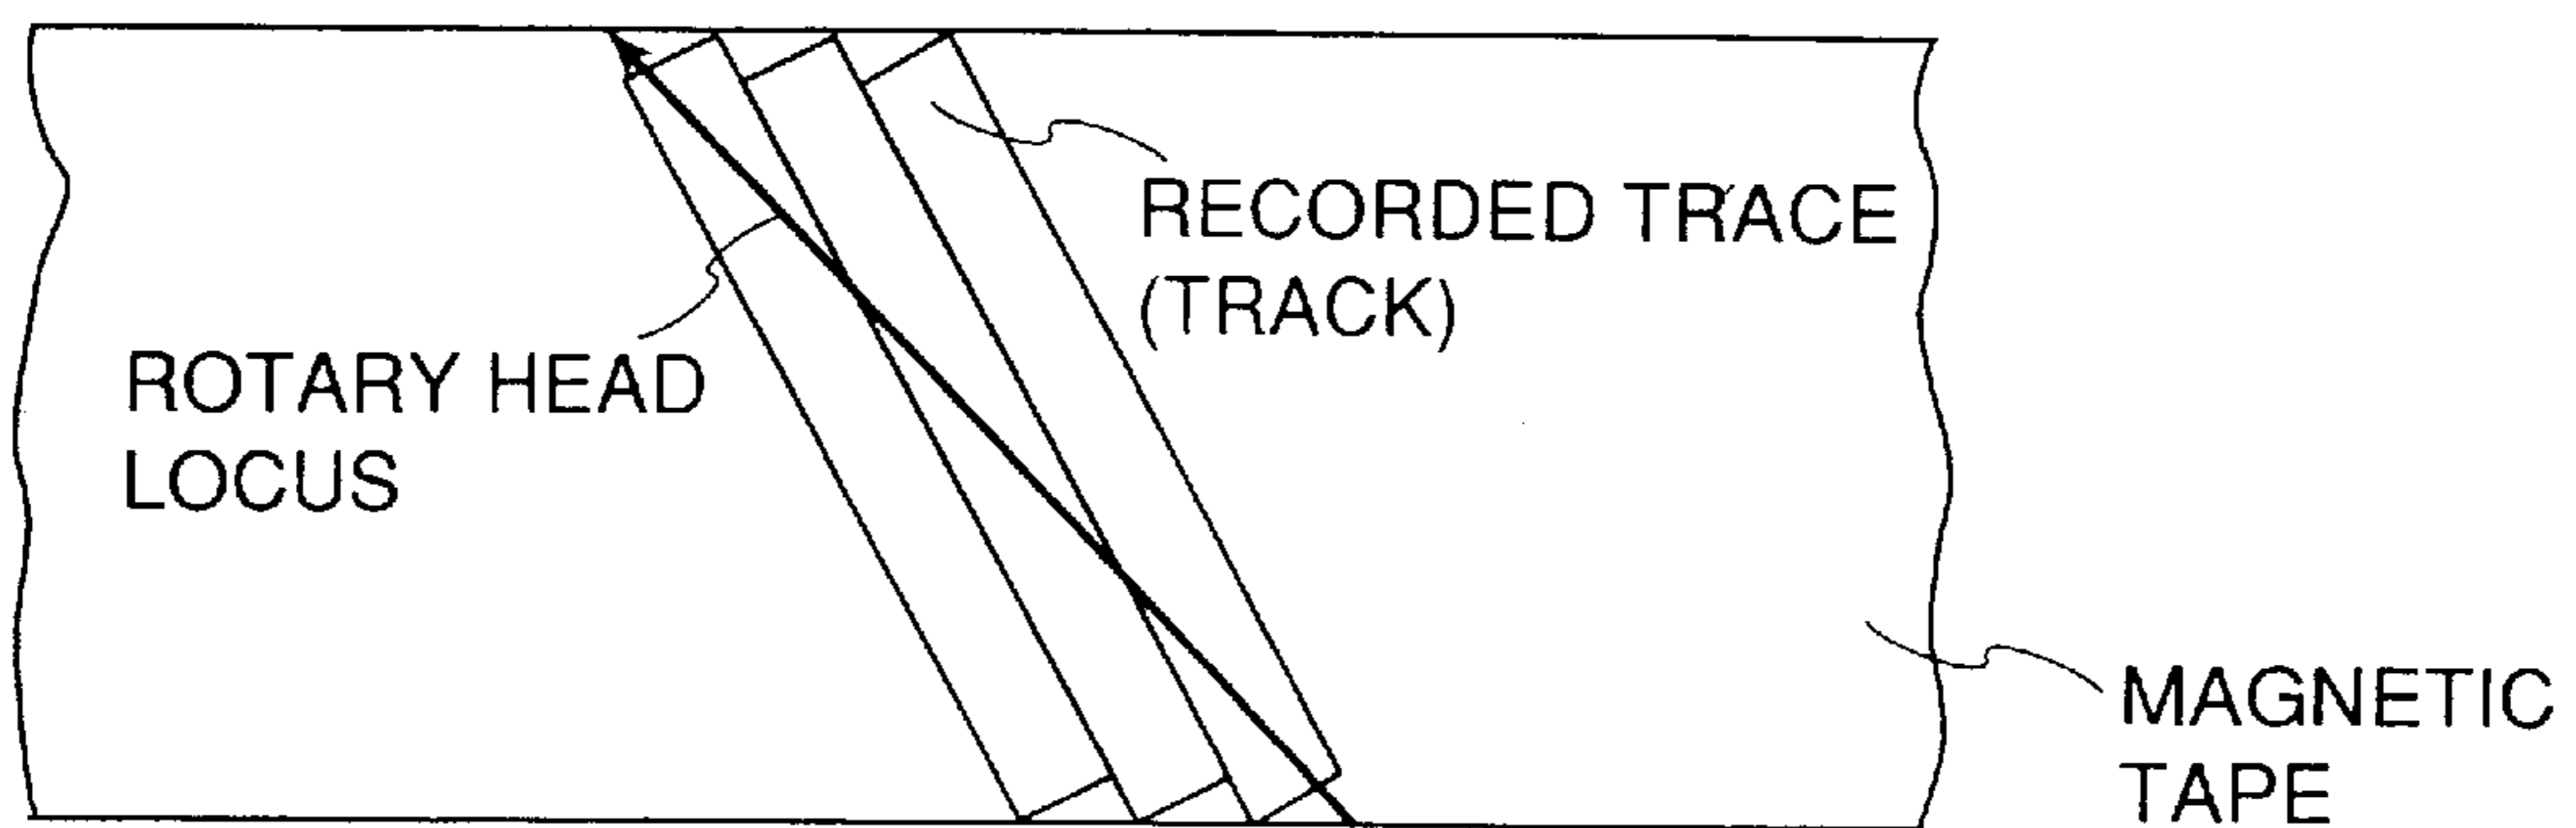 RECORDED TRACE
(TRACK)
ROTARY HEAD
LOCUS
MAGNETIC
TAPE